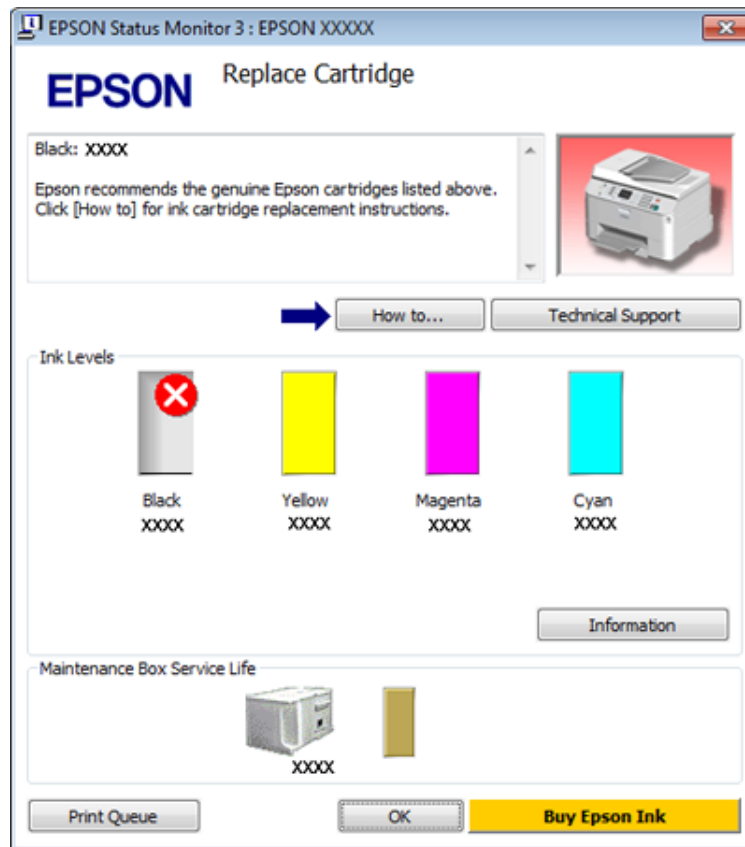 EPSON Status Monitor 3 : EPSON XXXXX
EPSON
Replace Cartridge
Black: XXXX
Epson recommends the genuine Epson cartridges listed above.
Click [How to] for ink cartridge replacement instructions.
How to...
Technical Support
Ink Levels
Black
Yellow
Magenta
Cyan
XXXX
XXXX
XXXX
XXXX
Information
Maintenance Box Service Life
XXXX
Print Queue
OK
Buy Epson Ink